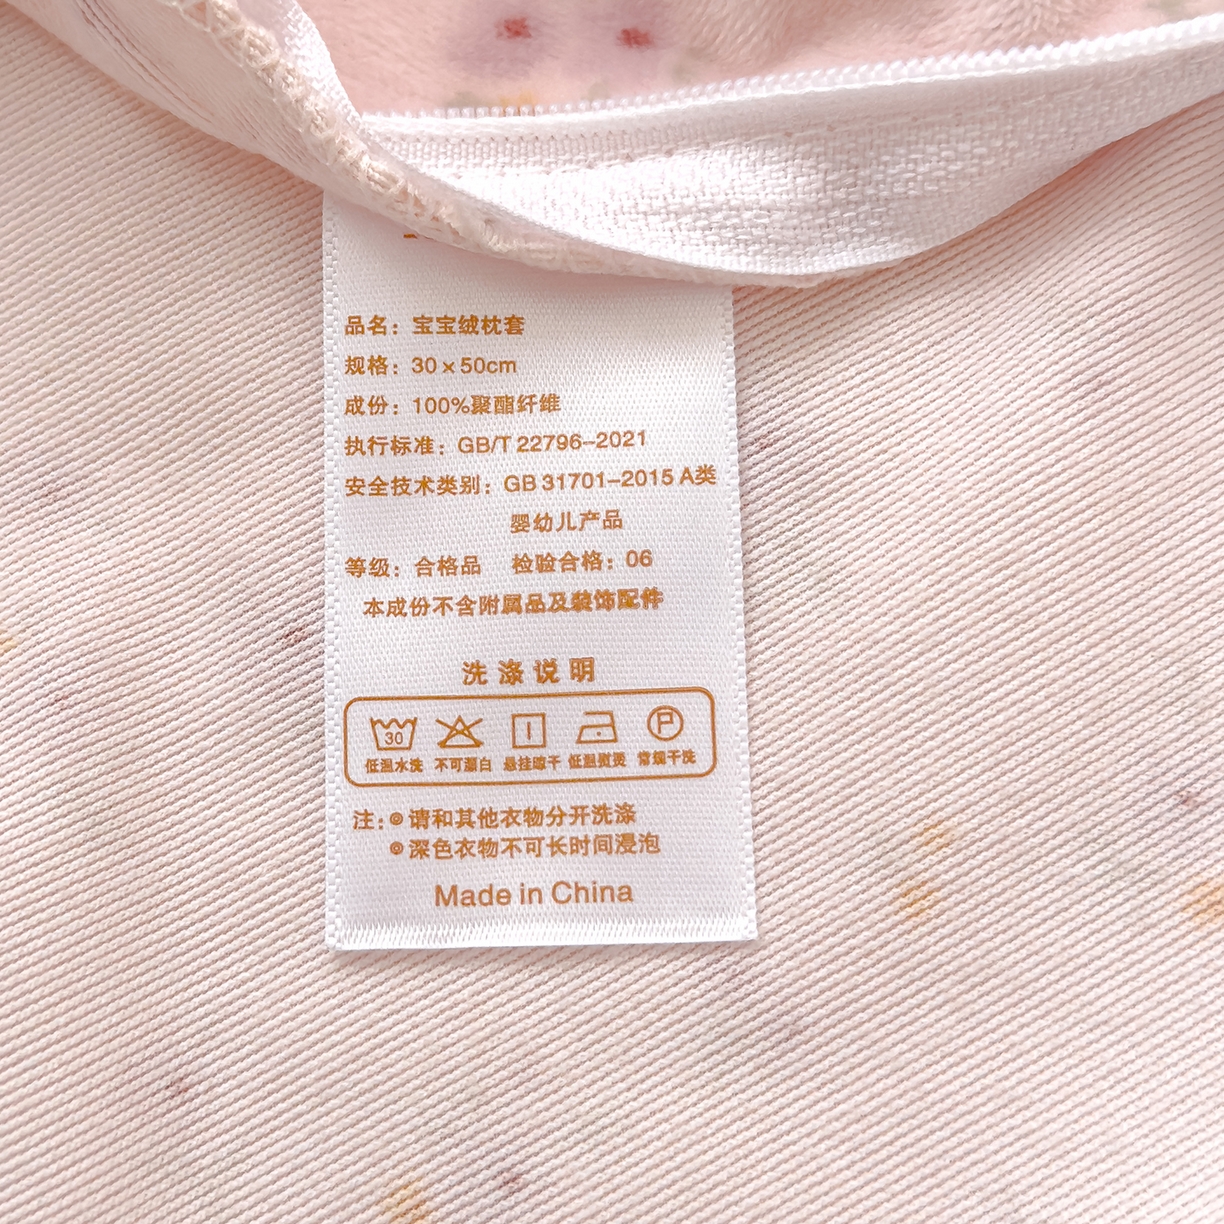 品名：宝宝绒枕套
规格：30×50cm
成份：100%聚酯纤维
执行标准：GB/T 22796-2021
安全技术类别：GB 31701-2015 A类
婴幼儿产品
等级：合格品 检验合格：06
本成份不含附属品及装饰配件
洗涤说明
30 P
低温水洗 不可漂白 悬挂晾干 低温熨烫 常规干洗
注：◎请和其他衣物分开洗涤
◎深色衣物不可长时间浸泡
Made in China